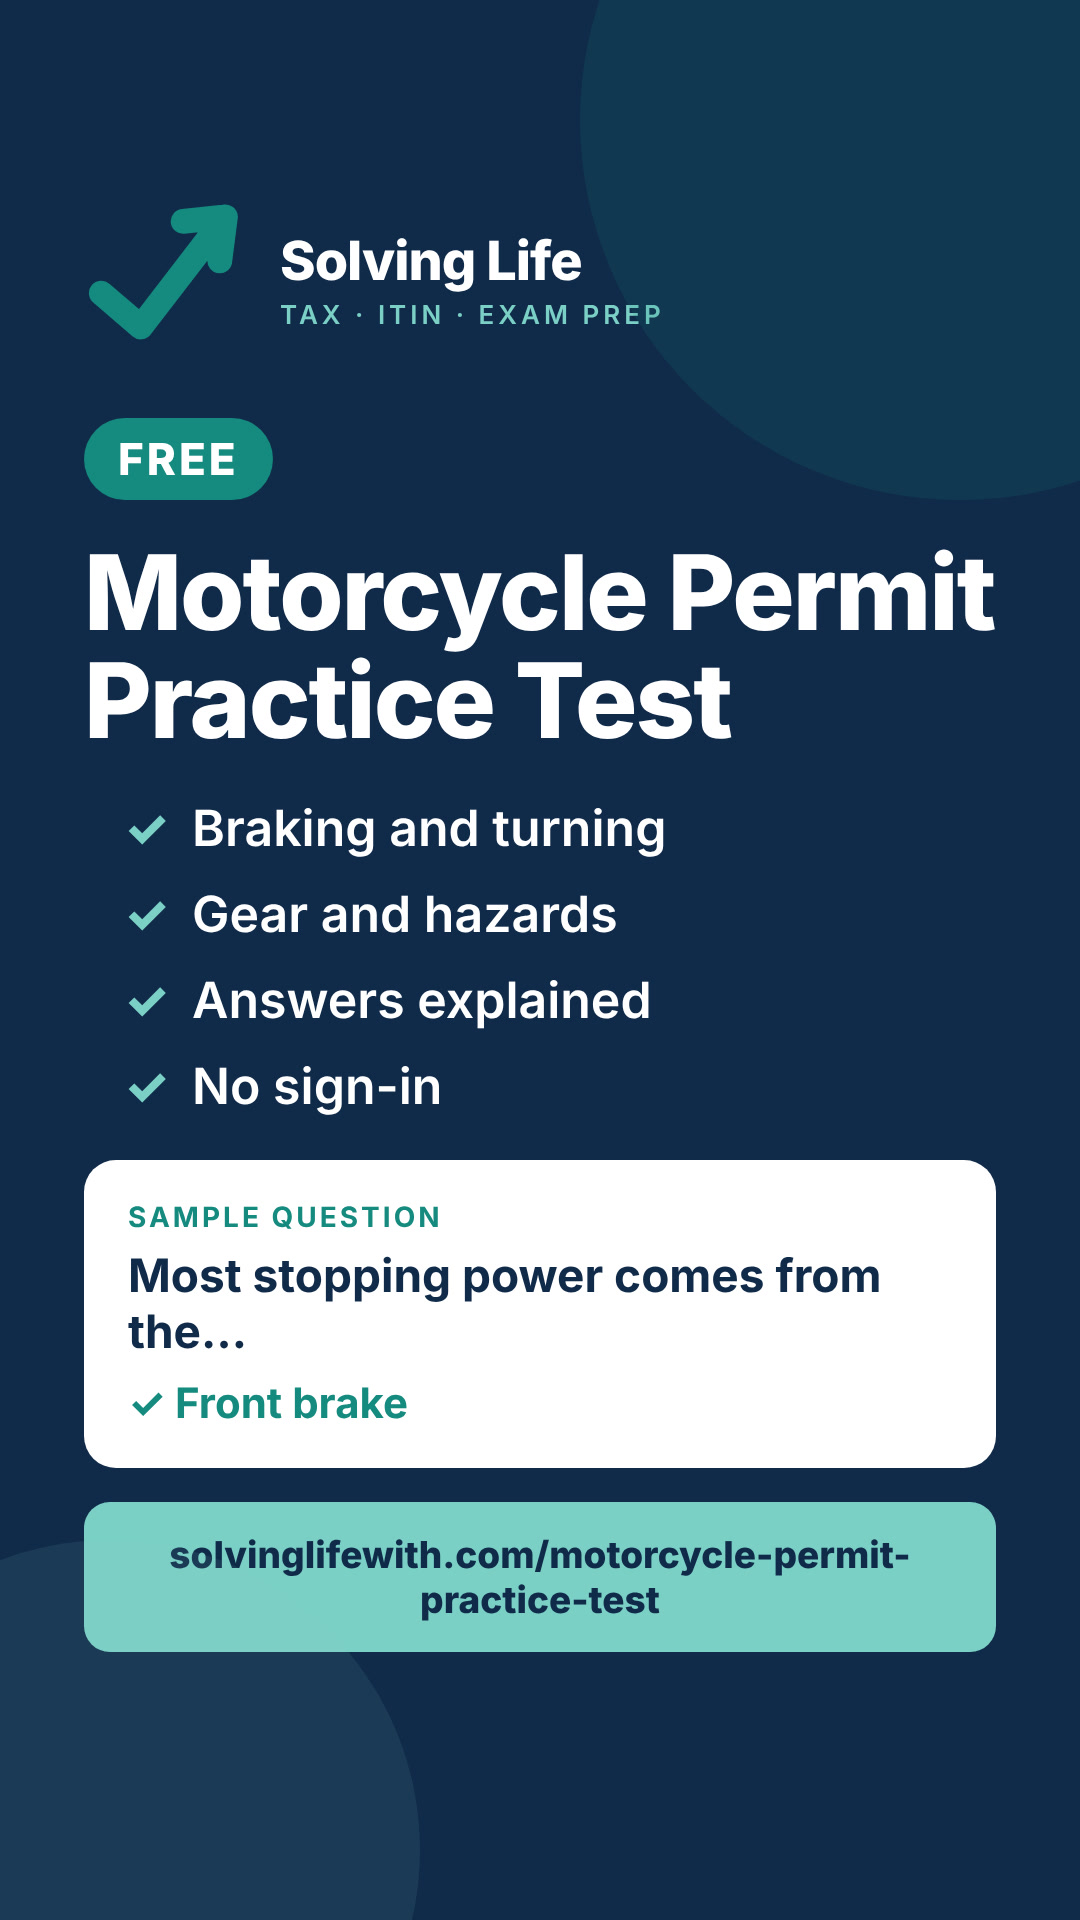 Solving Life
TAX · ITIN · EXAM PREP
FREE
Motorcycle Permit
Practice Test
✓ Braking and turning
✓ Gear and hazards
✓ Answers explained
✓ No sign-in
SAMPLE QUESTION
Most stopping power comes from
the...
✓ Front brake
solvinglifewith.com/motorcycle-permit-
practice-test